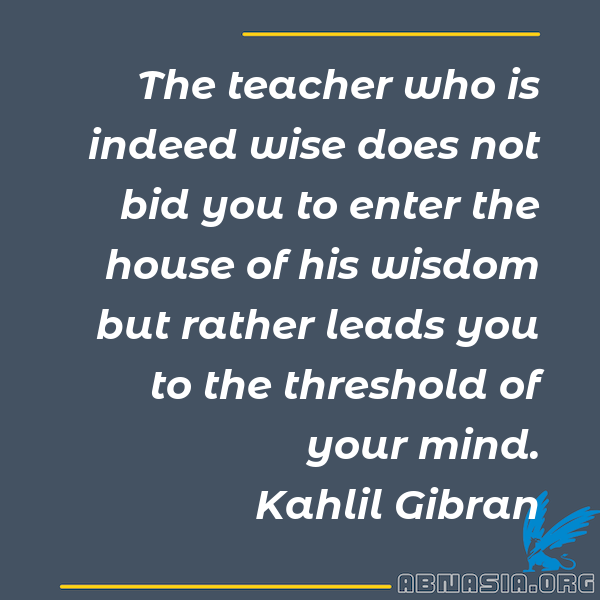 The teacher who is
indeed wise does not
bid you to enter the
house of his wisdom
but rather leads you
to the threshold of
your mind.
Kahlil Gibran
ABNASIA.ORG